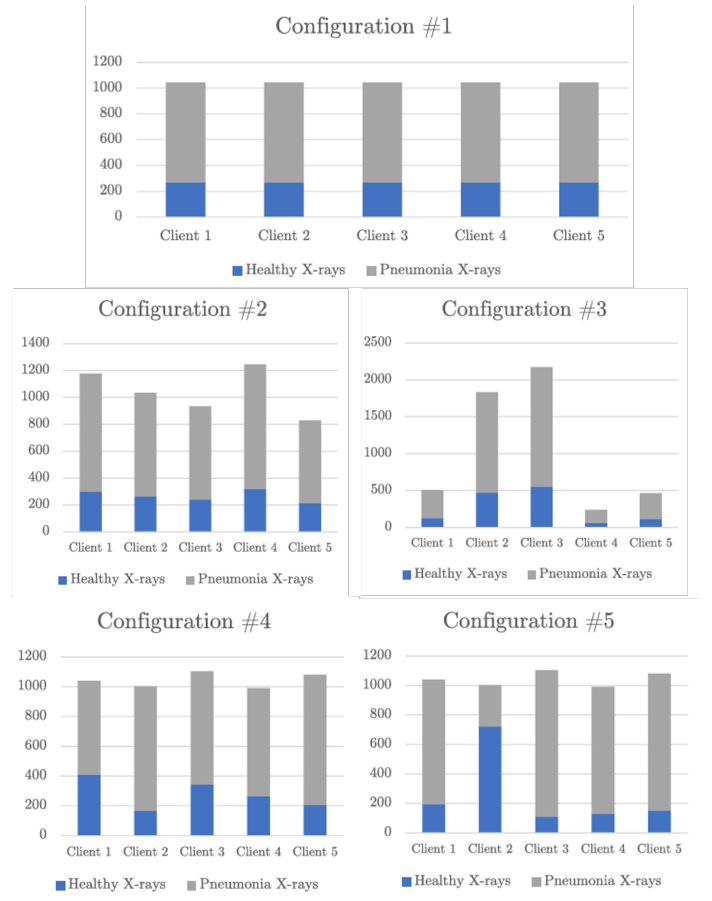 Configuration #1
1200
1000
800
600
400
200
0
Client 1 Client 2 Client 3 Client 4 Client 5
Healthy X-rays Pneumonia X-rays
Configuration #2
1400
1200
1000
800
600
400
200
0
Client 1 Client 2 Client 3 Client 4 Client 5
Healthy X-rays Pneumonia X-rays
Configuration #3
2500
2000
1500
1000
500
0
Client 1 Client 2 Client 3 Client 4 Client 5
Healthy X-rays Pneumonia X-rays
Configuration #4
1200
1000
800
600
400
200
0
Client 1 Client 2 Client 3 Client 4 Client 5
Healthy X-rays Pneumonia X-rays
Configuration #5
1200
1000
800
600
400
200
0
Client 1 Client 2 Client 3 Client 4 Client 5
Healthy X-rays Pneumonia X-rays